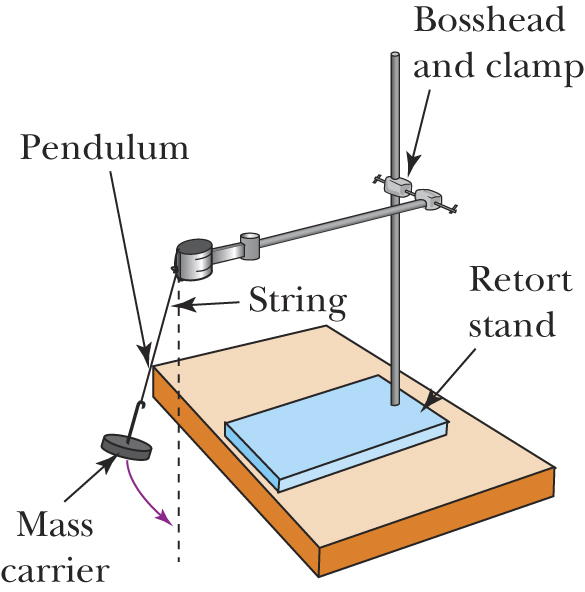 Bosshead
and clamp
Pendulum
String
Retort
stand
Mass
carrier